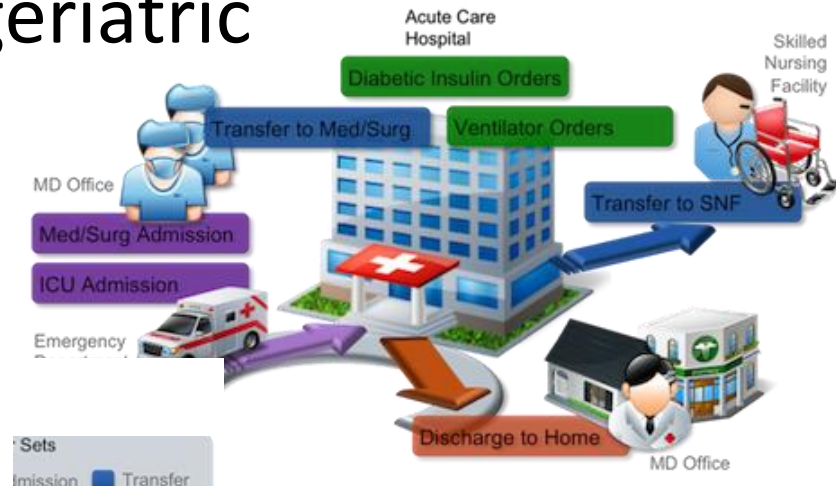 geriatric
Acute Care
Hospital
Skilled
Nursing
Facility
Diabetic Insulin Orders
Transfer to Med/Surg
Ventilator Orders
MD Office
Transfer to SNF
Med/Surg Admission
ICU Admission
Emergency
Discharge to Home
MD Office
Sets
Transfer